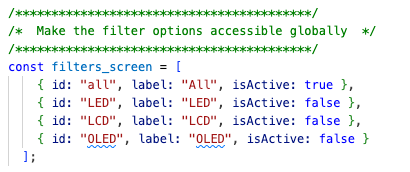 /*****************************************/
/*  Make the filter options accessible globally  */
/*****************************************/
const filters_screen = [
    { id: "all", label: "All", isActive: true },
    { id: "LED", label: "LED", isActive: false },
    { id: "LCD", label: "LCD", isActive: false },
    { id: "OLED", label: "OLED", isActive: false }
  ];